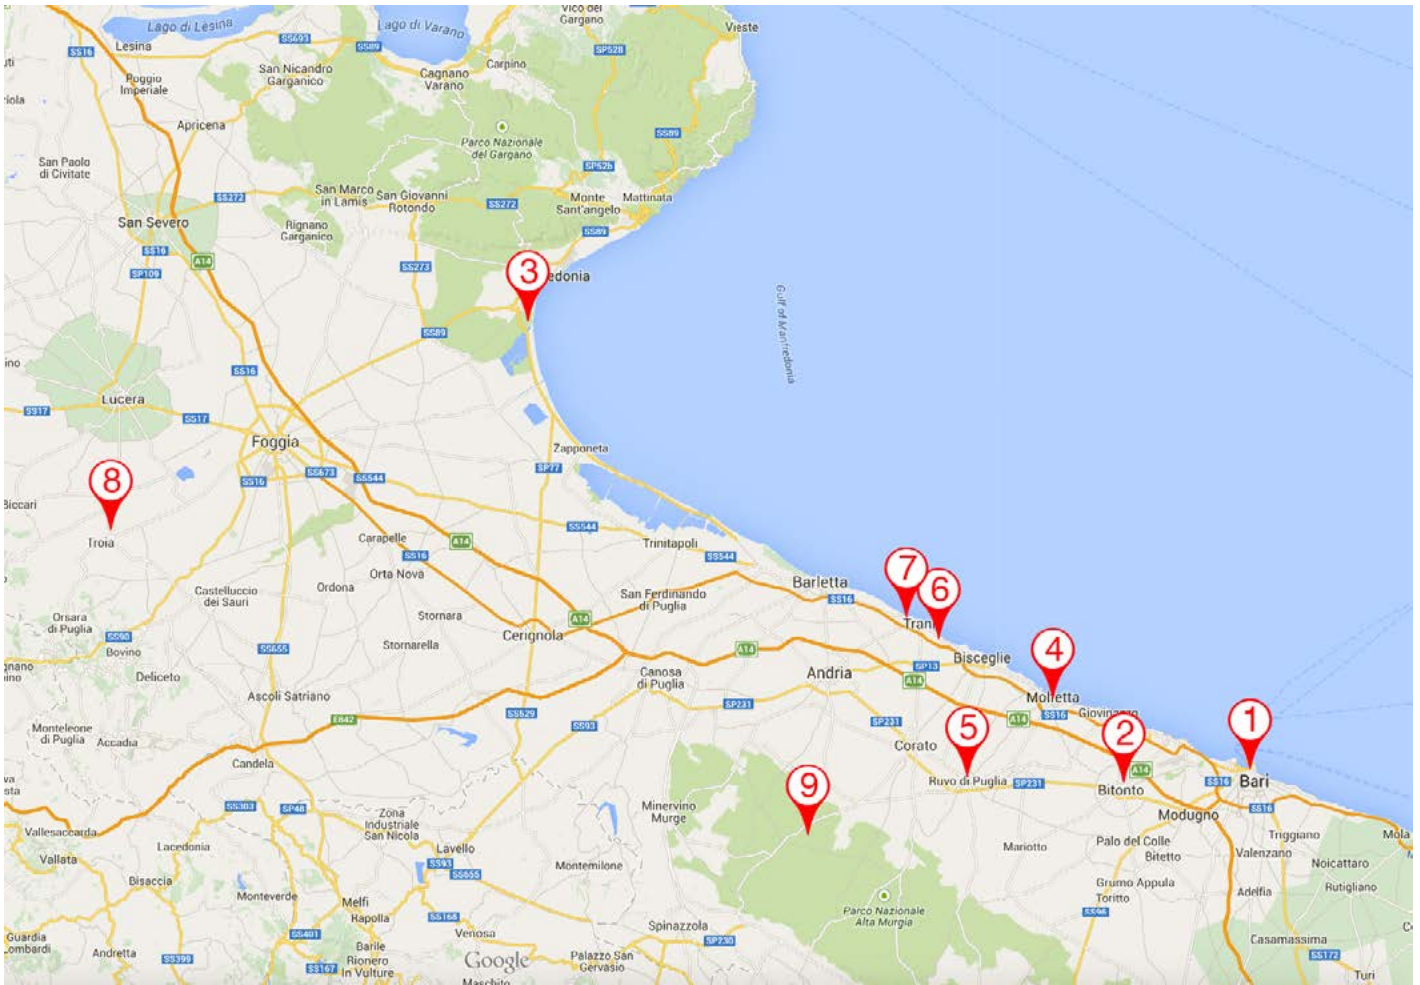 Lago di Lesina
Lago di Varano
Vico del
Gargano
Vieste
SS16
Lesina
SS693
SS89
SP528
San Nicandro
Garganico
Cagnano
Varano
Carpino
Poggio
Imperiale
Apricena
SS89
Parco Nazionale
del Gargano
San Paolo
di Civitate
SP52b
SS272
San Marco
in Lamis
San Giovanni
Rotondo
SS272
Monte
Sant'angelo
Mattinata
San Severo
Rignano
Garganico
SS89
SS16
A14
SS273
SP109
3
edonia
Gulf of Manfredonia
SS89
ino
SS16
Lucera
SS17
SS17
Foggia
Zapponeta
8
SS16
SS673
SS544
SP77
Biccari
Troia
Carapelle
A14
SS544
Trinitapoli
SS544
SS16
Orta Nova
7
6
Barletta
SS16
Castelluccio
dei Sauri
Ordona
San Ferdinando
di Puglia
Orsara
di Puglia
Stornara
A14
Trani
SS90
Bovino
SS655
Stornarella
Cerignola
A14
Bisceglie
4
SP13
Deliceto
Canosa
di Puglia
Andria
A14
Ascoli Satriano
Molfetta
SS529
E842
SP231
SS93
SP231
A14
SS16
Giovinazzo
1
Monteleone
di Puglia
Accadia
5
2
Corato
Candela
A14
Ruvo di Puglia
SP231
Bitonto
SS16
Bari
9
SS303
SP48
Zona
Industriale
San Nicola
Minervino
Murge
SS16
Modugno
Vallesaccarda
Lacedonia
Lavello
Mariotto
Palo del Colle
Bitetto
Triggiano
Valenzano
Mola
Vallata
SS93
SS655
Montemilone
Noicattaro
Bisaccia
Monteverde
Melfi
Grumo Appula
Toritto
Adelfia
Rutigliano
Rapolla
SS168
Parco Nazionale
Alta Murgia
SS96
Guardia
Lombardi
SS401
Venosa
Spinazzola
SP230
Casamassima
Andretta
SS399
Barile
Rionero
In Vulture
SS167
Google
Palazzo San
Gervasio
SS172
Turi
Maschito